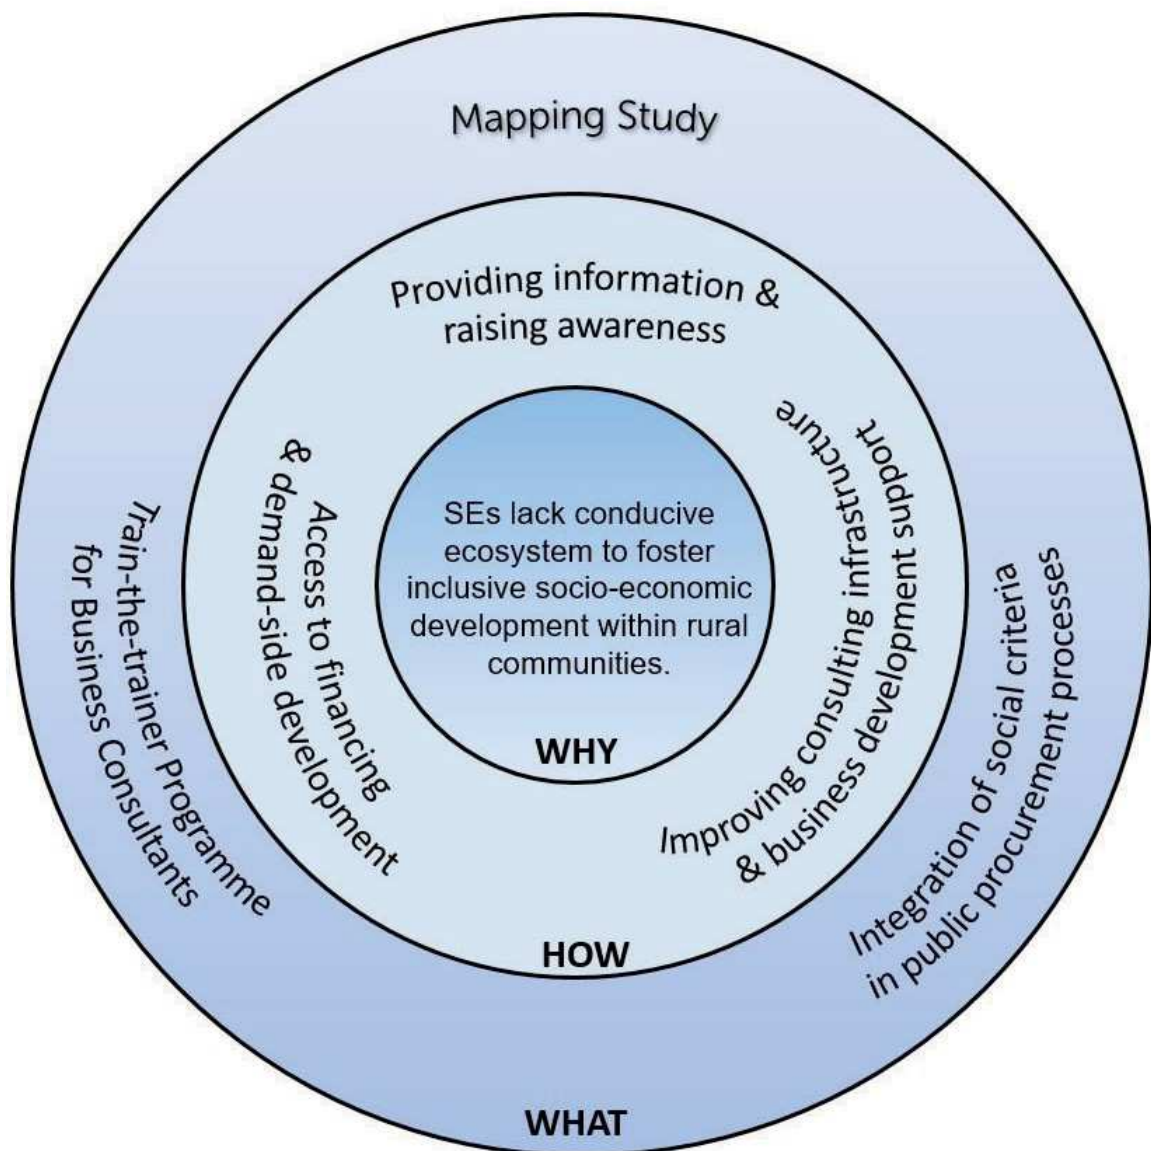 Mapping Study
Providing information &
raising awareness
Access to financing
& demand-side development
Improving consulting infrastructure
& business development support
SEs lack conducive
ecosystem to foster
inclusive socio-economic
development within rural
communities.
WHY
Train-the-trainer Programme
for Business Consultants
Integration of social criteria
in public procurement processes
HOW
WHAT